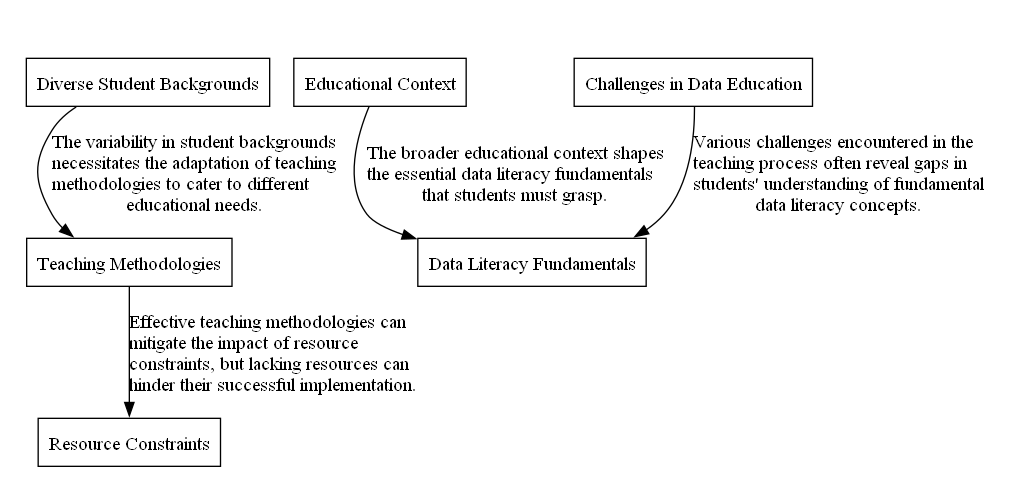 Diverse Student Backgrounds
Educational Context
Challenges in Data Education
The variability in student backgrounds
necessitates the adaptation of teaching
methodologies to cater to different
educational needs.
The broader educational context shapes
the essential data literacy fundamentals
that students must grasp.
Various challenges encountered in the
teaching process often reveal gaps in
students' understanding of fundamental
data literacy concepts.
Teaching Methodologies
Data Literacy Fundamentals
Effective teaching methodologies can
mitigate the impact of resource
constraints, but lacking resources can
hinder their successful implementation.
Resource Constraints